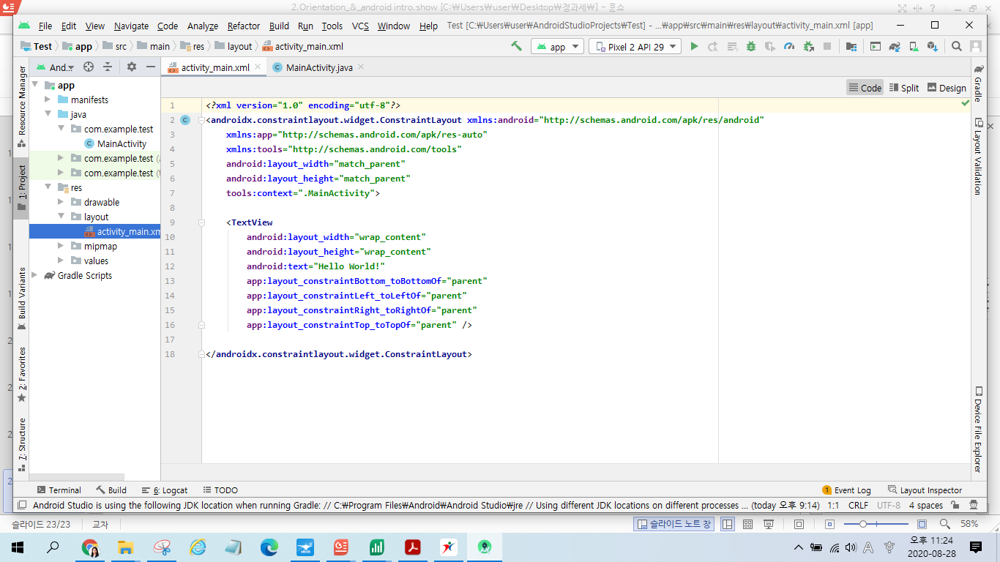 2.Orientation_&_android intro.show [C:₩Users₩user₩Desktop₩정과세₩] - 훈쇼
File Edit View Navigate Code Analyze Refactor Build Run Tools VCS Window Help Test [C:₩Users₩user₩AndroidStudioProjects₩Test] - ...₩app₩src₩main₩res₩layout₩activity_main.xml [app]
Test app src main res layout activity_main.xml app Pixel 2 API 29
And.. activity_main.xml MainActivity.java
Code Split Design
Resource Manager
1: Project
Build Variants
2: Favorites
7: Structure
app
manifests
java
com.example.test
MainActivity
com.example.test (
com.example.test (
res
drawable
layout
activity_main.xm
mipmap
values
Gradle Scripts
1 <?xml version="1.0" encoding="utf-8"?>
2 <androidx.constraintlayout.widget.ConstraintLayout xmlns:android="http://schemas.android.com/apk/res/android"
3 xmlns:app="http://schemas.android.com/apk/res-auto"
4 xmlns:tools="http://schemas.android.com/tools"
5 android:layout_width="match_parent"
6 android:layout_height="match_parent"
7 tools:context=".MainActivity">
8
9 <TextView
10 android:layout_width="wrap_content"
11 android:layout_height="wrap_content"
12 android:text="Hello World!"
13 app:layout_constraintBottom_toBottomOf="parent"
14 app:layout_constraintLeft_toLeftOf="parent"
15 app:layout_constraintRight_toRightOf="parent"
16 app:layout_constraintTop_toTopOf="parent" />
17
18 </androidx.constraintlayout.widget.ConstraintLayout>
Gradle
Layout Validation
Device File Explorer
Terminal Build 6: Logcat TODO 1 Event Log Layout Inspector
Android Studio is using the following JDK location when running Gradle: // C:₩Program Files₩Android₩Android Studio₩jre // Using different JDK locations on different processes ... (today 오후 9:14) 1:1 CRLF UTF-8 4 spaces
슬라이드 23/23 교자 슬라이드 노트 창 58%
A 오후 11:24
2020-08-28